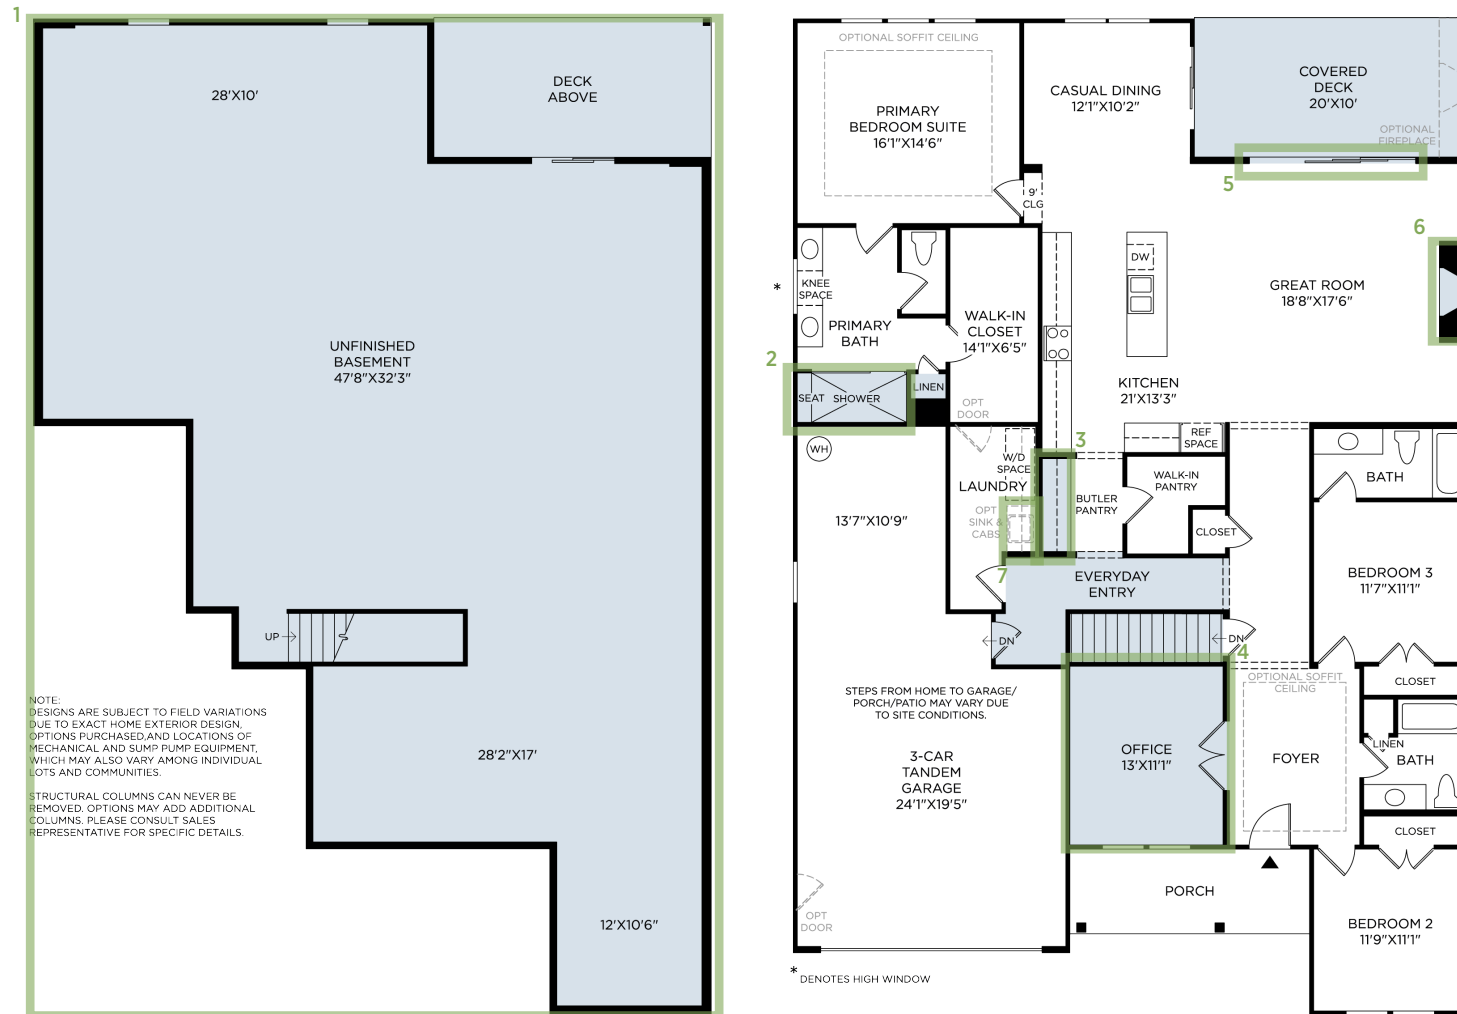 1
28'X10'
DECK
ABOVE
UNFINISHED
BASEMENT
47'8"X32'3"
UP
NOTE:
DESIGNS ARE SUBJECT TO FIELD VARIATIONS
DUE TO EXACT HOME EXTERIOR DESIGN,
OPTIONS PURCHASED,AND LOCATIONS OF
MECHANICAL AND SUMP PUMP EQUIPMENT,
WHICH MAY ALSO VARY AMONG INDIVIDUAL
LOTS AND COMMUNITIES.
STRUCTURAL COLUMNS CAN NEVER BE
REMOVED. OPTIONS MAY ADD ADDITIONAL
COLUMNS. PLEASE CONSULT SALES
REPRESENTATIVE FOR SPECIFIC DETAILS.
28'2"X17'
12'X10'6"
OPTIONAL SOFFIT CEILING
PRIMARY
BEDROOM SUITE
16'1"X14'6"
CASUAL DINING
12'1"X10'2"
COVERED
DECK
20'X10'
OPTIONAL
FIREPLACE
5
9'
CLG
6
DW
GREAT ROOM
18'8"X17'6"
*
KNEE
SPACE
PRIMARY
BATH
WALK-IN
CLOSET
14'1"X6'5"
2
SEAT
SHOWER
LINEN
OPT
DOOR
KITCHEN
21'X13'3"
REF
SPACE
WH
W/D
SPACE
LAUNDRY
3
BUTLER
PANTRY
WALK-IN
PANTRY
BATH
13'7"X10'9"
OPT
SINK &
CABS
CLOSET
7
EVERYDAY
ENTRY
BEDROOM 3
11'7"X11'1"
DN
DN
4
STEPS FROM HOME TO GARAGE/
PORCH/PATIO MAY VARY DUE
TO SITE CONDITIONS.
OPTIONAL SOFFIT
CEILING
CLOSET
3-CAR
TANDEM
GARAGE
24'1"X19'5"
OFFICE
13'X11'1"
FOYER
LINEN
BATH
CLOSET
PORCH
OPT
DOOR
BEDROOM 2
11'9"X11'1"
* DENOTES HIGH WINDOW